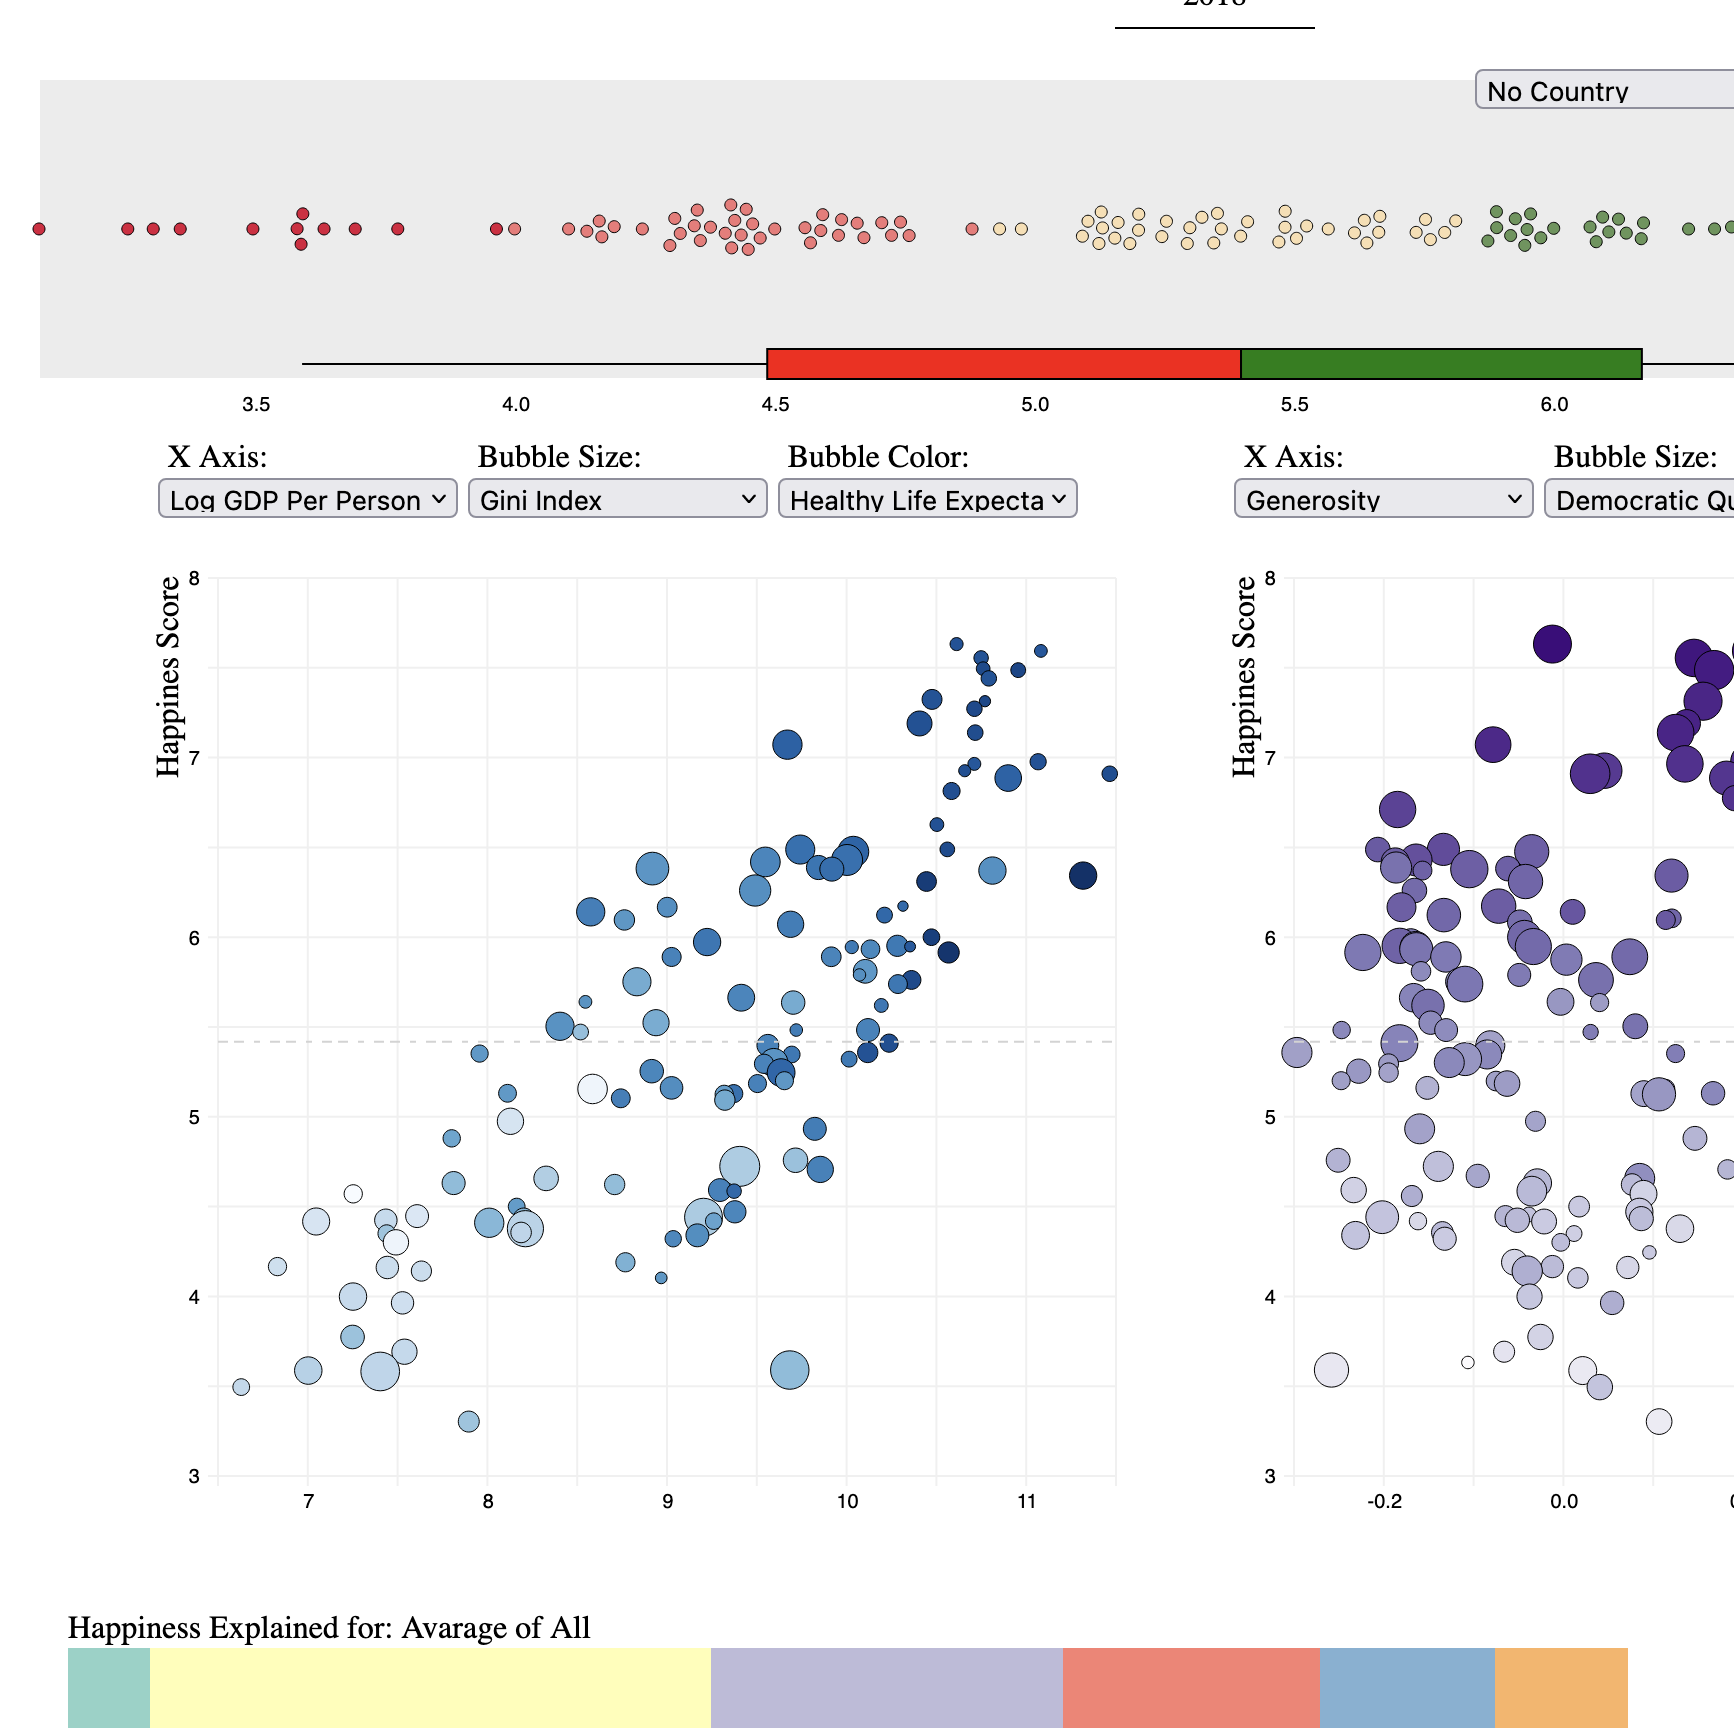 No Country
3.5 4.0 4.5 5.0 5.5 6.0
X Axis: Bubble Size: Bubble Color: X Axis: Bubble Size:
Log GDP Per Person Gini Index Healthy Life Expecta Generosity Democratic Qu
Happines Score
8
7
6
5
4
3
7 8 9 10 11
Happines Score
8
7
6
5
4
3
-0.2 0.0
Happiness Explained for: Avarage of All